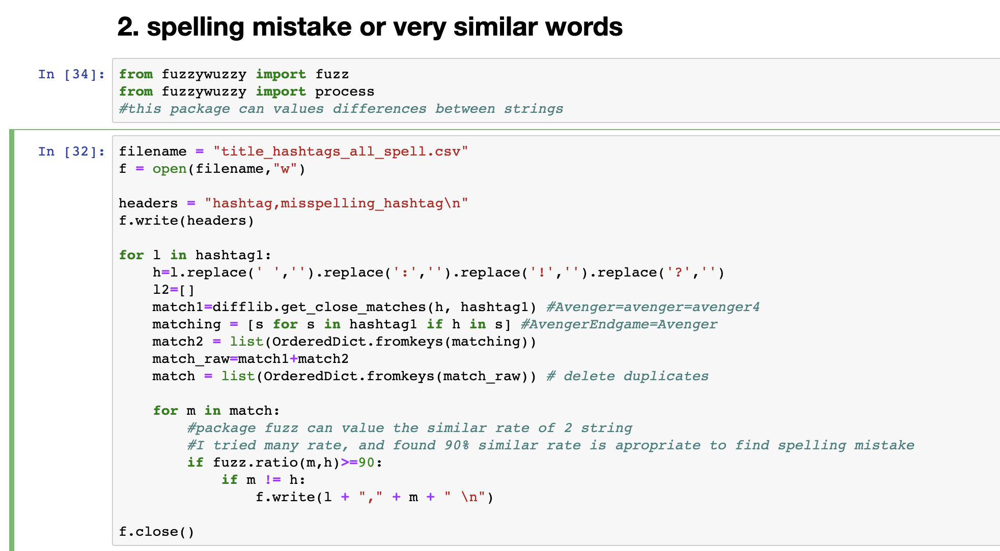 2. spelling mistake or very similar words
In [34]:
from fuzzywuzzy import fuzz
from fuzzywuzzy import process
#this package can values differences between strings
In [32]:
filename = "title_hashtags_all_spell.csv"
f = open(filename,"w")
headers = "hashtag,misspelling_hashtag\n"
f.write(headers)
for l in hashtag1:
    h=l.replace(' ','').replace(':','').replace('!','').replace('?','')
    l2=[]
    match1=difflib.get_close_matches(h, hashtag1) #Avenger=avenger=avenger4
    matching = [s for s in hashtag1 if h in s] #AvengerEndgame=Avenger
    match2 = list(OrderedDict.fromkeys(matching))
    match_raw=match1+match2
    match = list(OrderedDict.fromkeys(match_raw)) # delete duplicates
    for m in match:
        #package fuzz can value the similar rate of 2 string
        #I tried many rate, and found 90% similar rate is apropriate to find spelling mistake
        if fuzz.ratio(m,h)>=90:
            if m != h:
                f.write(l + "," + m + " \n")
f.close()